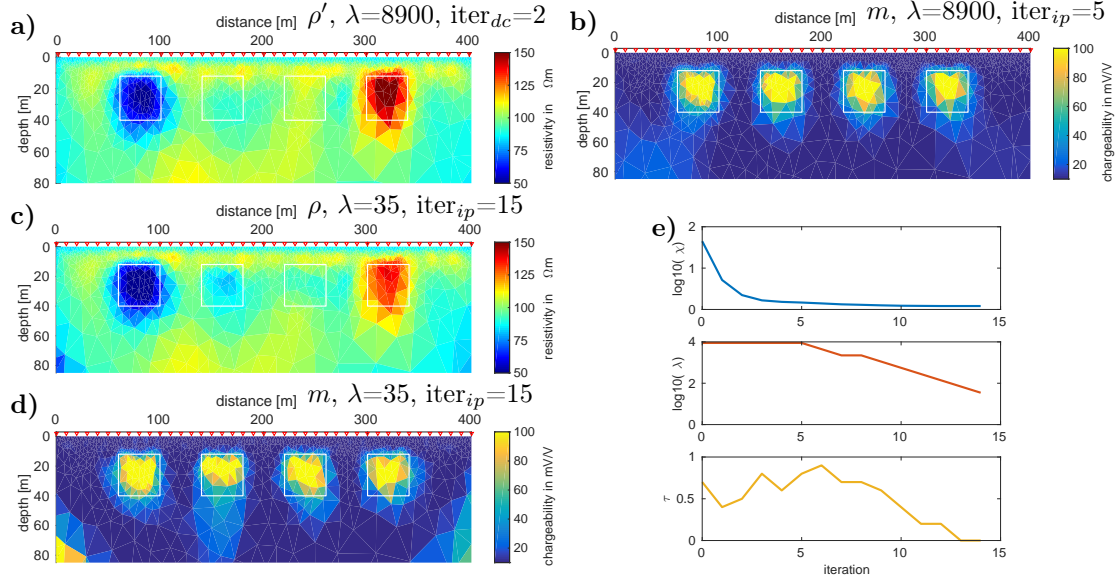 a)
distance [m] ρ′, λ=8900, iter_dc=2
0 100 200 300 400
0
20
40
60
80
depth [m]
150
125
100
75
50
resistivity in Ωm
b)
m, λ=8900, iter_ip=5
distance [m]
0 100 200 300 400
0
20
40
60
80
depth [m]
100
80
60
40
20
chargeability in mV/V
c)
distance [m] ρ, λ=35, iter_ip=15
0 100 200 300 400
0
20
40
60
80
depth [m]
150
125
100
75
50
resistivity in Ωm
d)
distance [m] m, λ=35, iter_ip=15
0 100 200 300 400
0
20
40
60
80
depth [m]
100
80
60
40
20
chargeability in mV/V
e)
log10( χ)
2
1
0
0 5 10 15
log10( λ)
4
2
0
0 5 10 15
τ
1
0.5
0
0 5 10 15
iteration